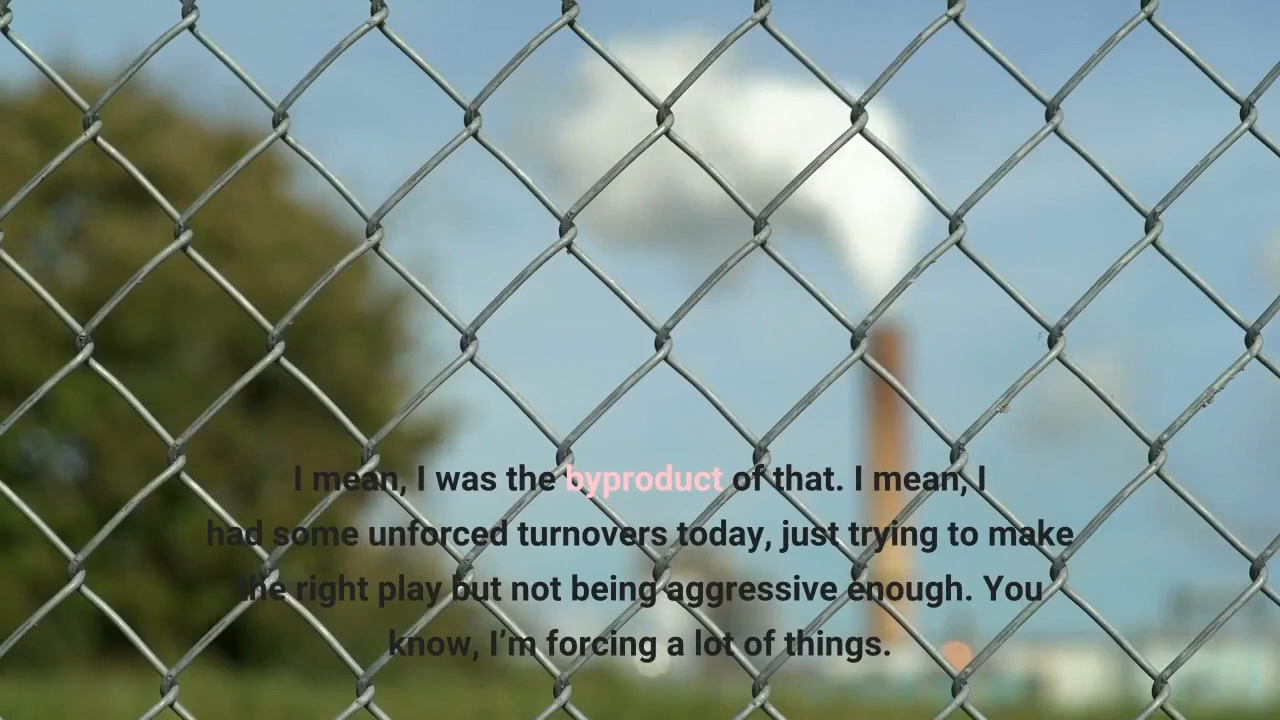 I mean, I was the byproduct of that. I mean, I
had some unforced turnovers today, just trying to make
the right play but not being aggressive enough. You
know, I’m forcing a lot of things.